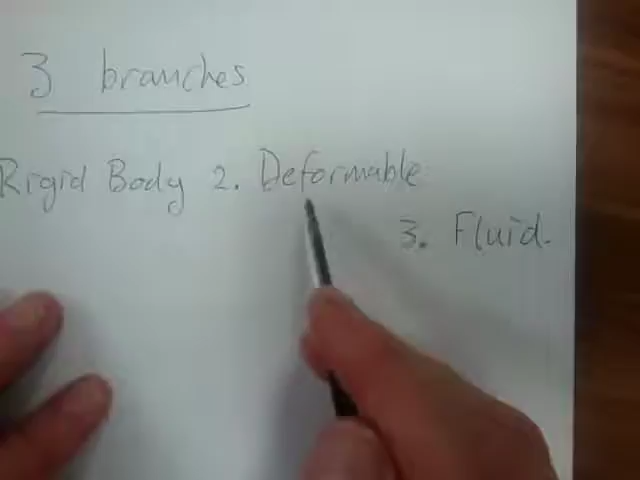 3 branches
Rigid Body 2. Deformable
3. Fluid.